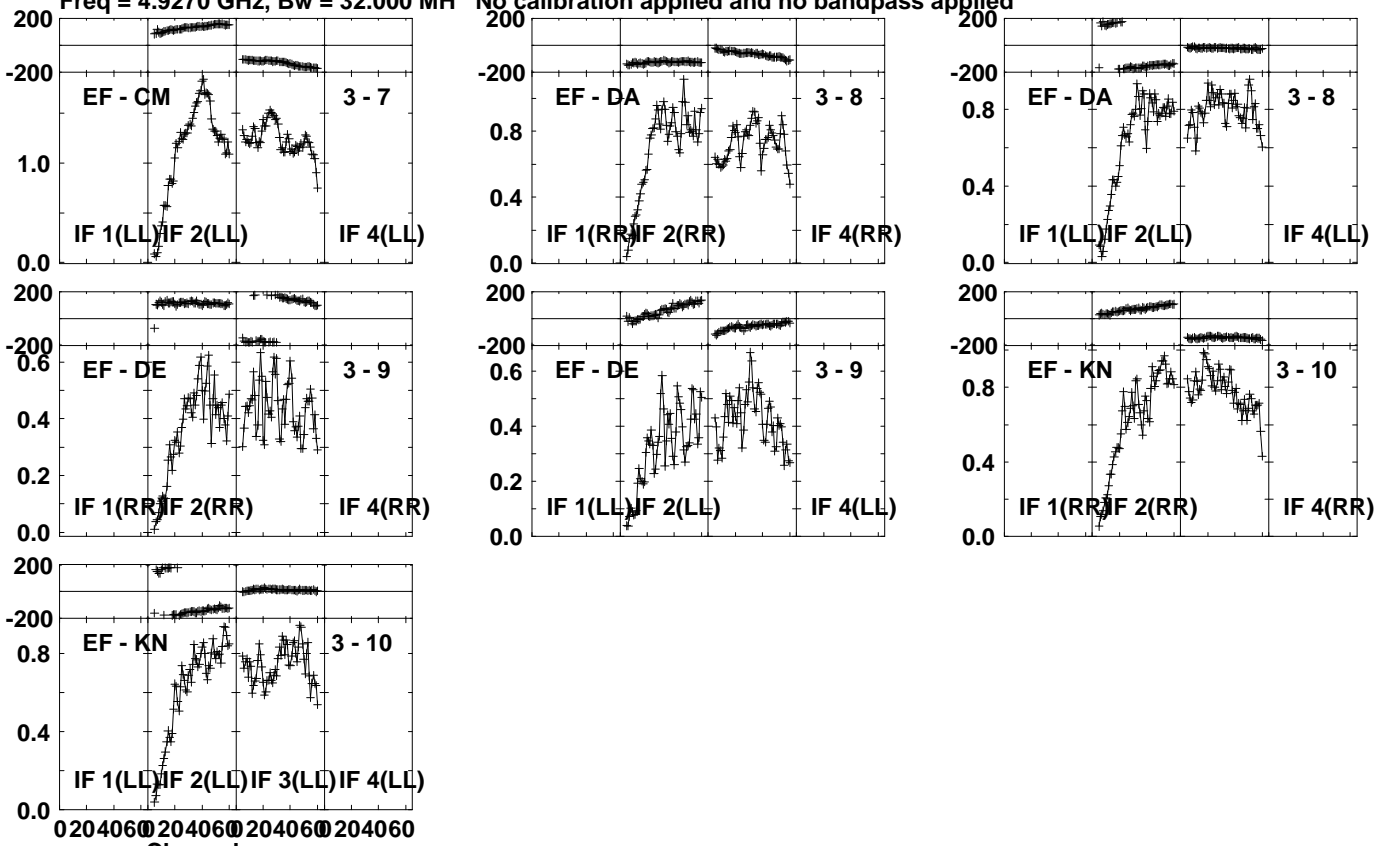 Freq = 4.9270 GHz, Bw = 32.000 MH No calibration applied and no bandpass applied
200
-200
EF - CM
3 - 7
1.0
0.0
IF 1(LL)
IF 2(LL)
IF 4(LL)
200
-200
EF - DA
3 - 8
0.8
0.4
0.0
IF 1(RR)
IF 2(RR)
IF 4(RR)
200
-200
EF - DA
3 - 8
0.8
0.4
0.0
IF 1(LL)
IF 2(LL)
IF 4(LL)
200
-200
EF - DE
3 - 9
0.6
0.4
0.2
0.0
IF 1(RR)
IF 2(RR)
IF 4(RR)
200
-200
EF - DE
3 - 9
0.6
0.4
0.2
0.0
IF 1(LL)
IF 2(LL)
IF 4(LL)
200
-200
EF - KN
3 - 10
0.8
0.4
0.0
IF 1(RR)
IF 2(RR)
IF 4(RR)
200
-200
EF - KN
3 - 10
0.8
0.4
0.0
IF 1(LL)
IF 2(LL)
IF 3(LL)
IF 4(LL)
0 20 40 60 0 20 40 60 0 20 40 60 0 20 40 60